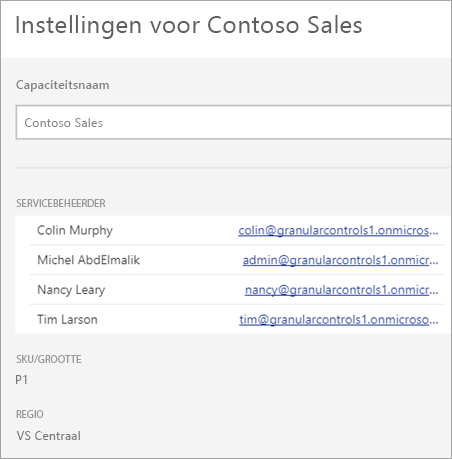 Instellingen voor Contoso Sales
Capaciteitsnaam
Contoso Sales
SERVICEBEHEERDER
Colin Murphy colin@granularcontrols1.onmicros...
Michel AbdElmalik admin@granularcontrols1.onmicr...
Nancy Leary nancy@granularcontrols1.onmicr...
Tim Larson tim@granularcontrols1.onmicroso...
SKU/GROOTTE
P1
REGIO
VS Centraal